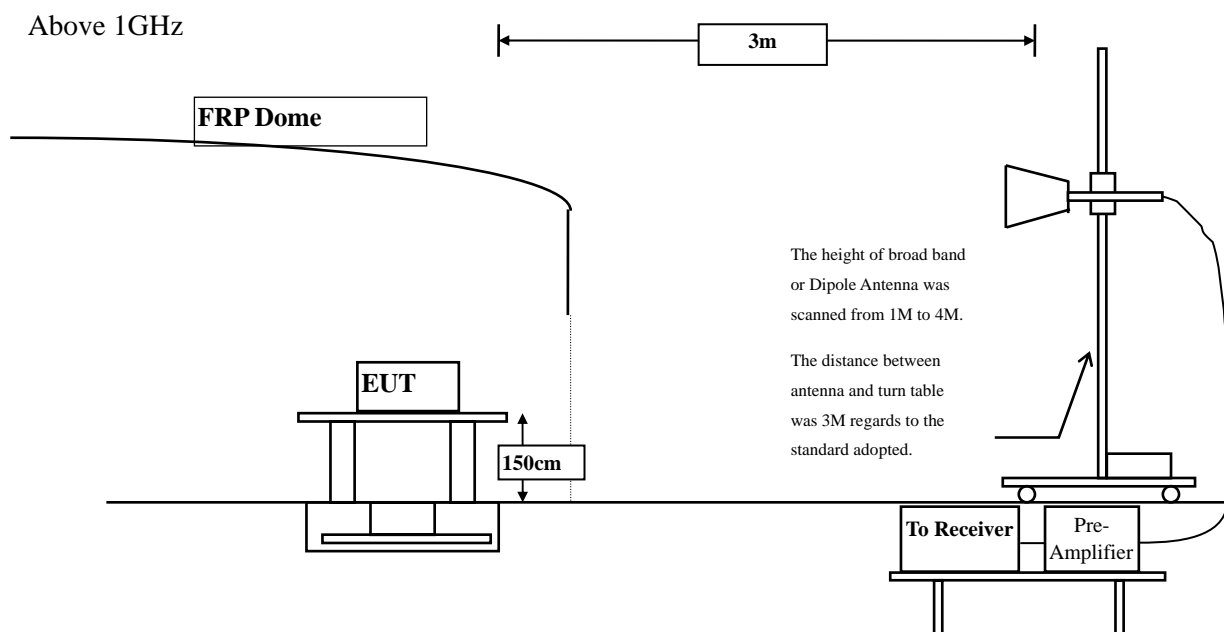 Above 1GHz
3m
FRP Dome
The height of broad band
or Dipole Antenna was
scanned from 1M to 4M.
The distance between
antenna and turn table
was 3M regards to the
standard adopted.
EUT
150cm
To Receiver
Pre-
Amplifier